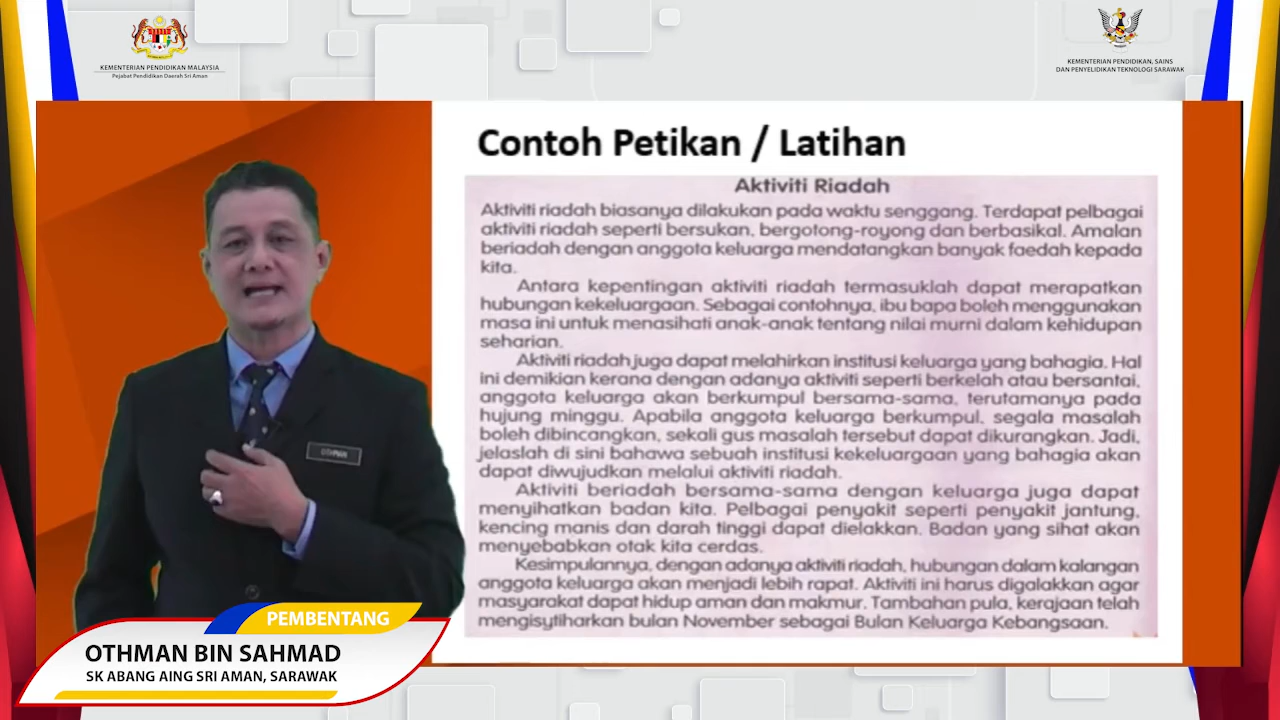 KEMENTERIAN PENDIDIKAN MALAYSIA
Pejabat Pendidikan Daerah Sri Aman
KEMENTERIAN PENDIDIKAN, SAINS
DAN PENYELIDIKAN TEKNOLOGI SARAWAK
Contoh Petikan / Latihan
Aktiviti Riadah
Aktiviti riadah biasanya dilakukan pada waktu senggang. Terdapat pelbagai
aktiviti riadah seperti bersukan, bergotong-royong dan berbasikal. Amalan
beriadah dengan anggota keluarga mendatangkan banyak faedah kepada
kita.
Antara kepentingan aktiviti riadah termasuklah dapat merapatkan
hubungan kekeluargaan. Sebagai contohnya, ibu bapa boleh menggunakan
masa ini untuk menasihati anak-anak tentang nilai murni dalam kehidupan
seharian.
Aktiviti riadah juga dapat melahirkan institusi keluarga yang bahagia. Hal
ini demikian kerana dengan adanya aktiviti seperti berkelah atau bersantai,
anggota keluarga akan berkumpul bersama-sama, terutamanya pada
hujung minggu. Apabila anggota keluarga berkumpul, segala masalah
boleh dibincangkan, sekali gus masalah tersebut dapat dikurangkan. Jadi,
jelaslah di sini bahawa sebuah institusi kekeluargaan yang bahagia akan
dapat diwujudkan melalui aktiviti riadah.
Aktiviti beriadah bersama-sama dengan keluarga juga dapat
menyihatkan badan kita. Pelbagai penyakit seperti penyakit jantung,
kencing manis dan darah tinggi dapat dielakkan. Badan yang sihat akan
menyebabkan otak kita cerdas.
Kesimpulannya, dengan adanya aktiviti riadah, hubungan dalam kalangan
anggota keluarga akan menjadi lebih rapat. Aktiviti ini harus digalakkan agar
masyarakat dapat hidup aman dan makmur. Tambahan pula, kerajaan telah
mengisytiharkan bulan November sebagai Bulan Keluarga Kebangsaan.
OTHMAN
PEMBENTANG
OTHMAN BIN SAHMAD
SK ABANG AING SRI AMAN, SARAWAK